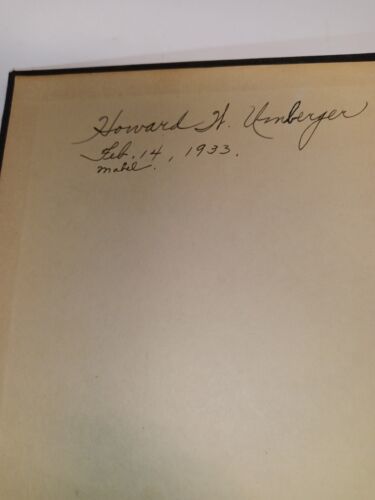 Howard W. Umberger
Feb. 14, 1933.
Mabel.